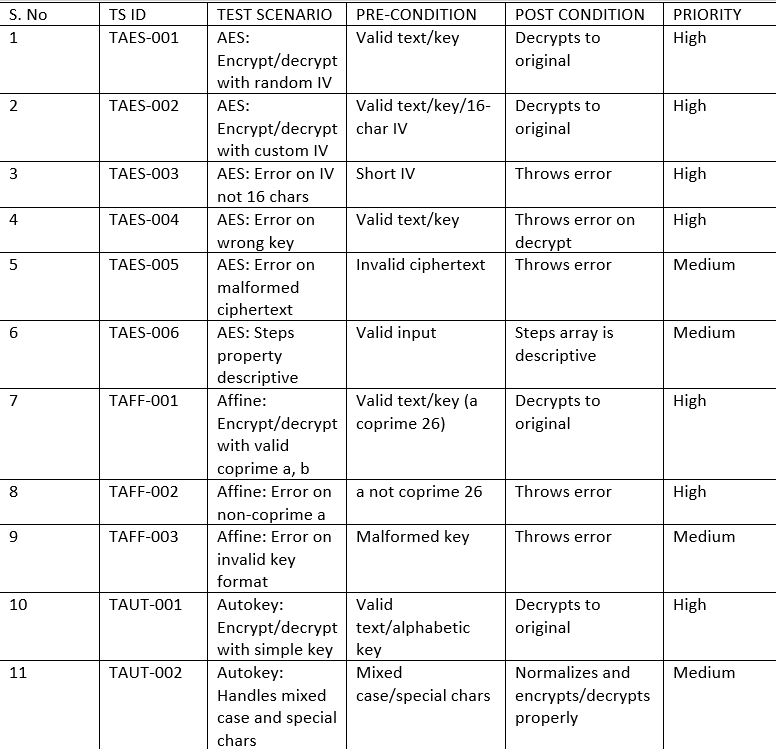 S. No TS ID TEST SCENARIO PRE-CONDITION POST CONDITION PRIORITY
1 TAES-001 AES: Valid text/key Decrypts to High
Encrypt/decrypt original
with random IV
2 TAES-002 AES: Valid text/key/16- Decrypts to High
Encrypt/decrypt char IV original
with custom IV
3 TAES-003 AES: Error on IV Short IV Throws error High
not 16 chars
4 TAES-004 AES: Error on Valid text/key Throws error on High
wrong key decrypt
5 TAES-005 AES: Error on Invalid ciphertext Throws error Medium
malformed
ciphertext
6 TAES-006 AES: Steps Valid input Steps array is Medium
property descriptive
descriptive
7 TAFF-001 Affine: Valid text/key (a Decrypts to High
Encrypt/decrypt coprime 26) original
with valid
coprime a, b
8 TAFF-002 Affine: Error on a not coprime 26 Throws error High
non-coprime a
9 TAFF-003 Affine: Error on Malformed key Throws error Medium
invalid key
format
10 TAUT-001 Autokey: Valid Decrypts to High
Encrypt/decrypt text/alphabetic original
with simple key key
11 TAUT-002 Autokey: Mixed Normalizes and Medium
Handles mixed case/special chars encrypts/decrypts
case and special properly
chars